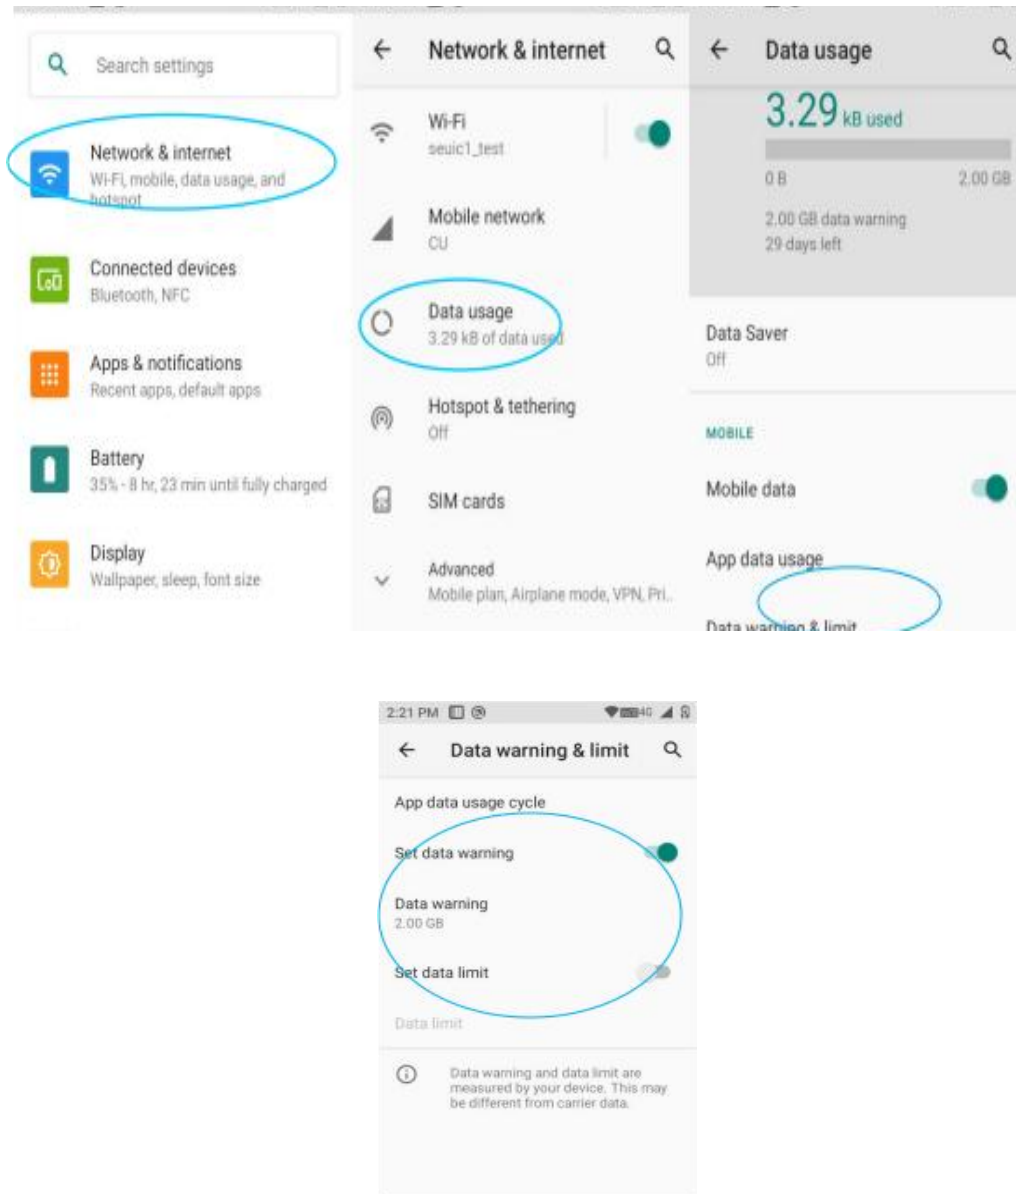 Search settings
Network & internet
Wi-Fi, mobile, data usage, and
hotspot
Connected devices
Bluetooth, NFC
Apps & notifications
Recent apps, default apps
Battery
35% - 8 hr, 23 min until fully charged
Display
Wallpaper, sleep, font size
Network & internet
Wi-Fi
seuic1_test
Mobile network
CU
Data usage
3.29 kB of data used
Hotspot & tethering
Off
SIM cards
Advanced
Mobile plan, Airplane mode, VPN, Pri..
Data usage
3.29 kB used
0 B 2.00 GB
2.00 GB data warning
29 days left
Data Saver
Off
MOBILE
Mobile data
App data usage
Data warning & limit
2:21 PM 4G
Data warning & limit
App data usage cycle
Set data warning
Data warning
2.00 GB
Set data limit
Data limit
Data warning and data limit are
measured by your device. This may
be different from carrier data.